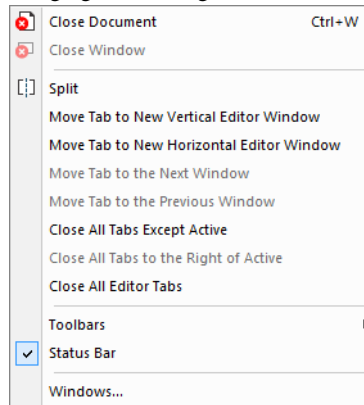 Close Document Ctrl+W
Close Window
Split
Move Tab to New Vertical Editor Window
Move Tab to New Horizontal Editor Window
Move Tab to the Next Window
Move Tab to the Previous Window
Close All Tabs Except Active
Close All Tabs to the Right of Active
Close All Editor Tabs
Toolbars
Status Bar
Windows...